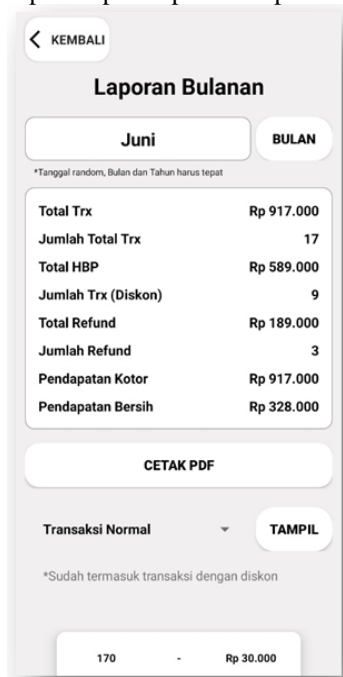 KEMBALI
Laporan Bulanan
Juni BULAN
*Tanggal random, Bulan dan Tahun harus tepat
Total Trx Rp 917.000
Jumlah Total Trx 17
Total HBP Rp 589.000
Jumlah Trx (Diskon) 9
Total Refund Rp 189.000
Jumlah Refund 3
Pendapatan Kotor Rp 917.000
Pendapatan Bersih Rp 328.000
CETAK PDF
Transaksi Normal TAMPIL
*Sudah termasuk transaksi dengan diskon
170 - Rp 30.000